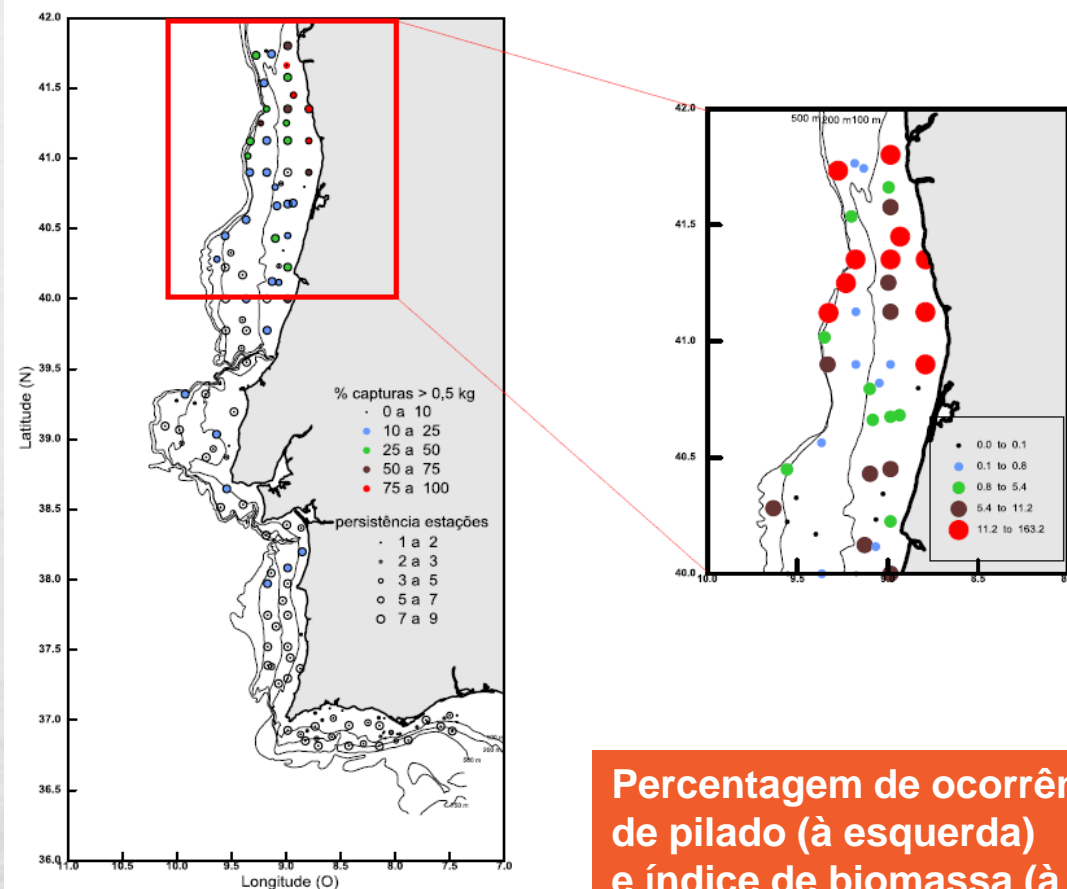 42.0
41.5
41.0
40.5
40.0
39.5
39.0
38.5
38.0
37.5
37.0
36.5
36.0
Latitude (N)
11.0 10.0 9.5 9.0 8.5 8.0 7.5 7.0
Longitude (O)
% capturas > 0,5 kg
0 a 10
10 a 25
25 a 50
50 a 75
75 a 100
persistência estações
1 a 2
2 a 3
3 a 5
5 a 7
7 a 9
500 m 200 m 100 m
42.0
41.5
41.0
40.5
40.0
10.0 9.5 9.0 8.5
0.0 to 0.1
0.1 to 0.8
0.8 to 5.4
5.4 to 11.2
11.2 to 163.2
Percentagem de ocorrên
de pilado (à esquerda)
e índice de biomassa (à